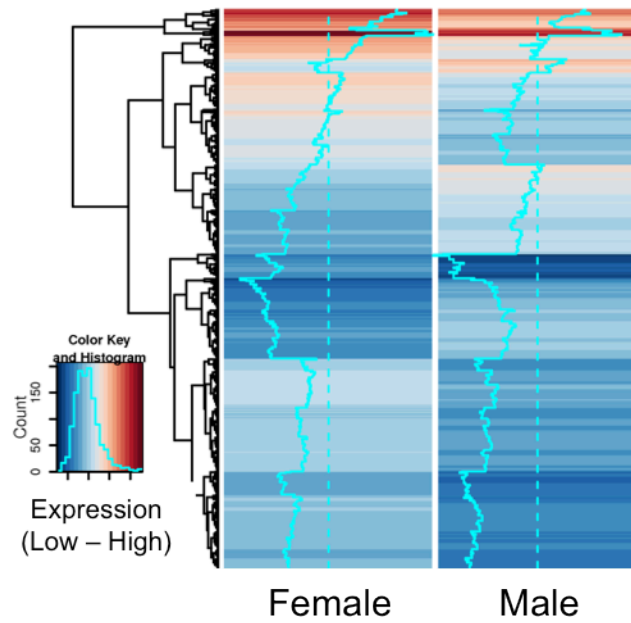 Color Key
and Histogram
Count
0
50
150
Expression
(Low – High)
Female
Male